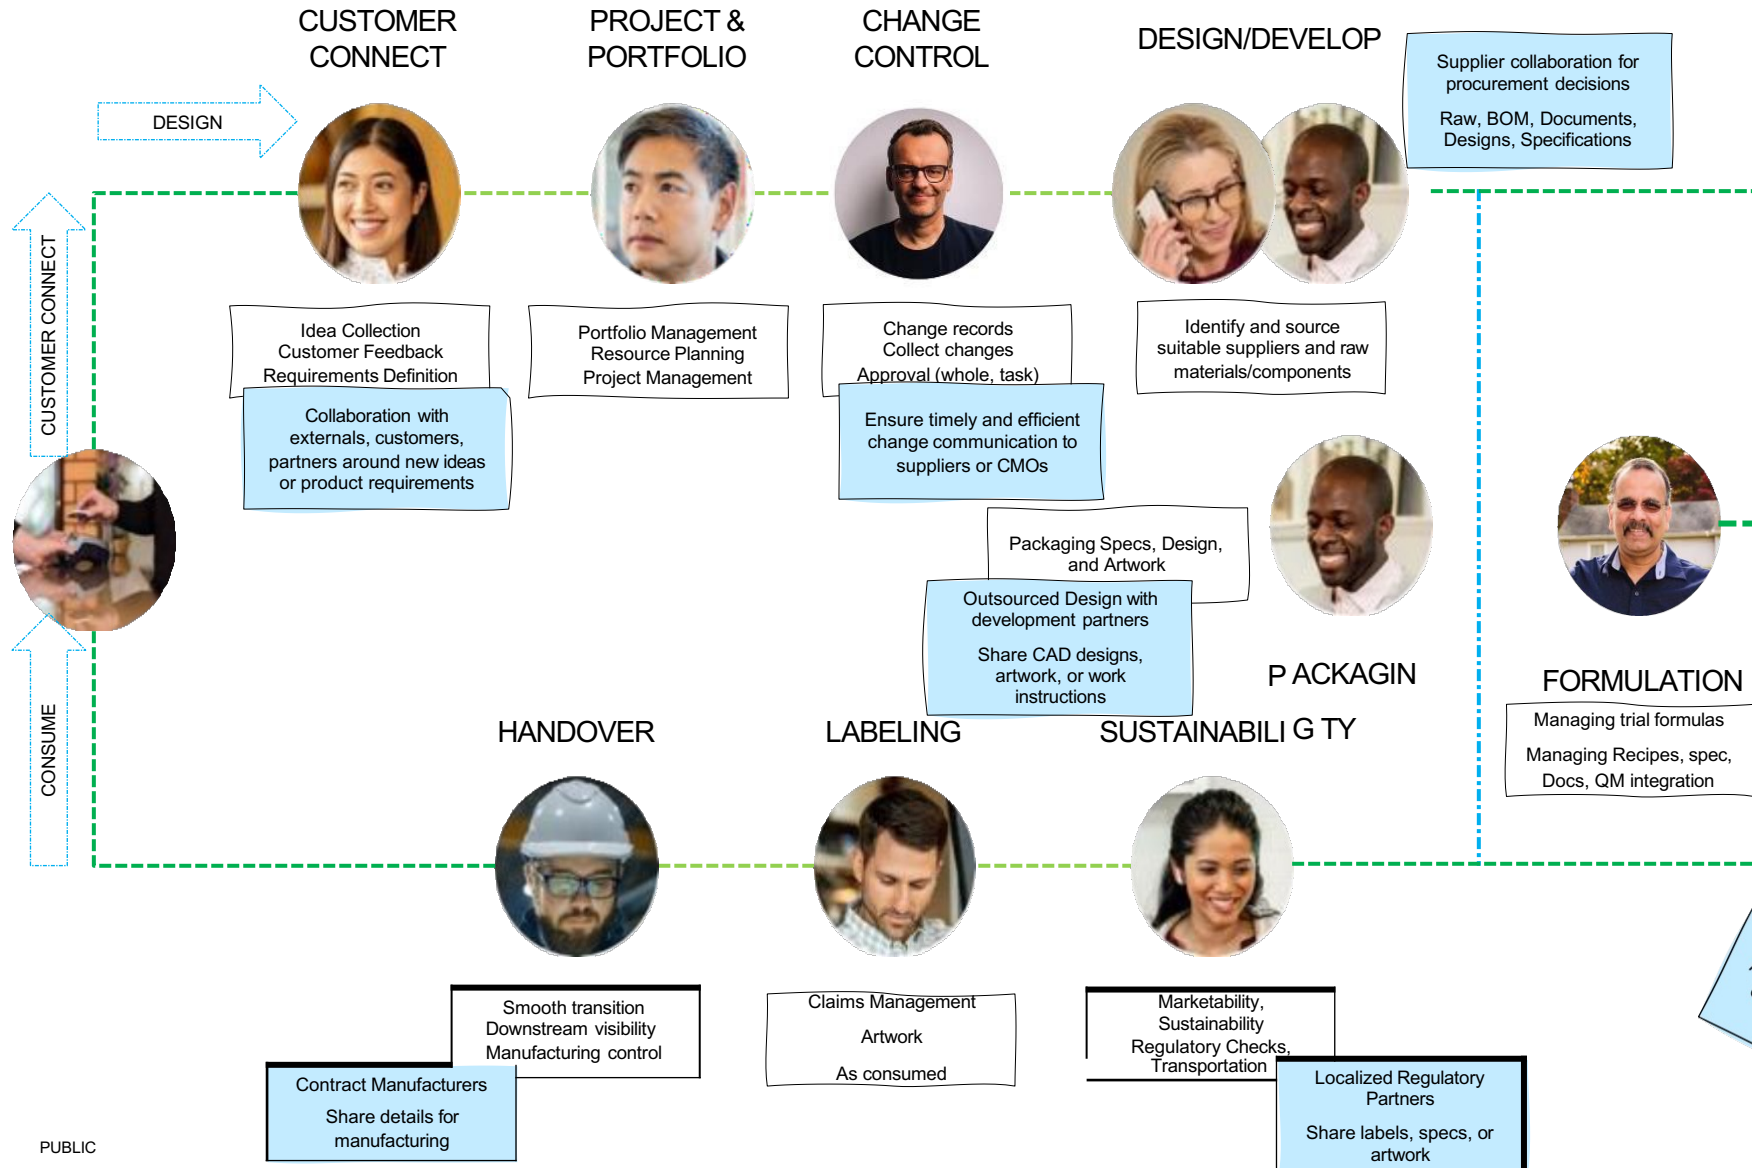 CUSTOMER
CONNECT
PROJECT &
PORTFOLIO
CHANGE
CONTROL
DESIGN/DEVELOP
Supplier collaboration for
procurement decisions
Raw, BOM, Documents,
Designs, Specifications
DESIGN
CUSTOMER CONNECT
Idea Collection
Customer Feedback
Requirements Definition
Collaboration with
externals, customers,
partners around new ideas
or product requirements
Portfolio Management
Resource Planning
Project Management
Change records
Collect changes
Approval (whole, task)
Ensure timely and efficient
change communication to
suppliers or CMOs
Identify and source
suitable suppliers and raw
materials/components
Packaging Specs, Design,
and Artwork
Outsourced Design with
development partners
Share CAD designs,
artwork, or work
instructions
P ACKAGIN
FORMULATION
Managing trial formulas
Managing Recipes, spec,
Docs, QM integration
CONSUME
HANDOVER
LABELING
SUSTAINABILI G TY
Smooth transition
Downstream visibility
Manufacturing control
Contract Manufacturers
Share details for
manufacturing
Claims Management
Artwork
As consumed
Marketability,
Sustainability
Regulatory Checks,
Transportation
Localized Regulatory
Partners
Share labels, specs, or
artwork
PUBLIC